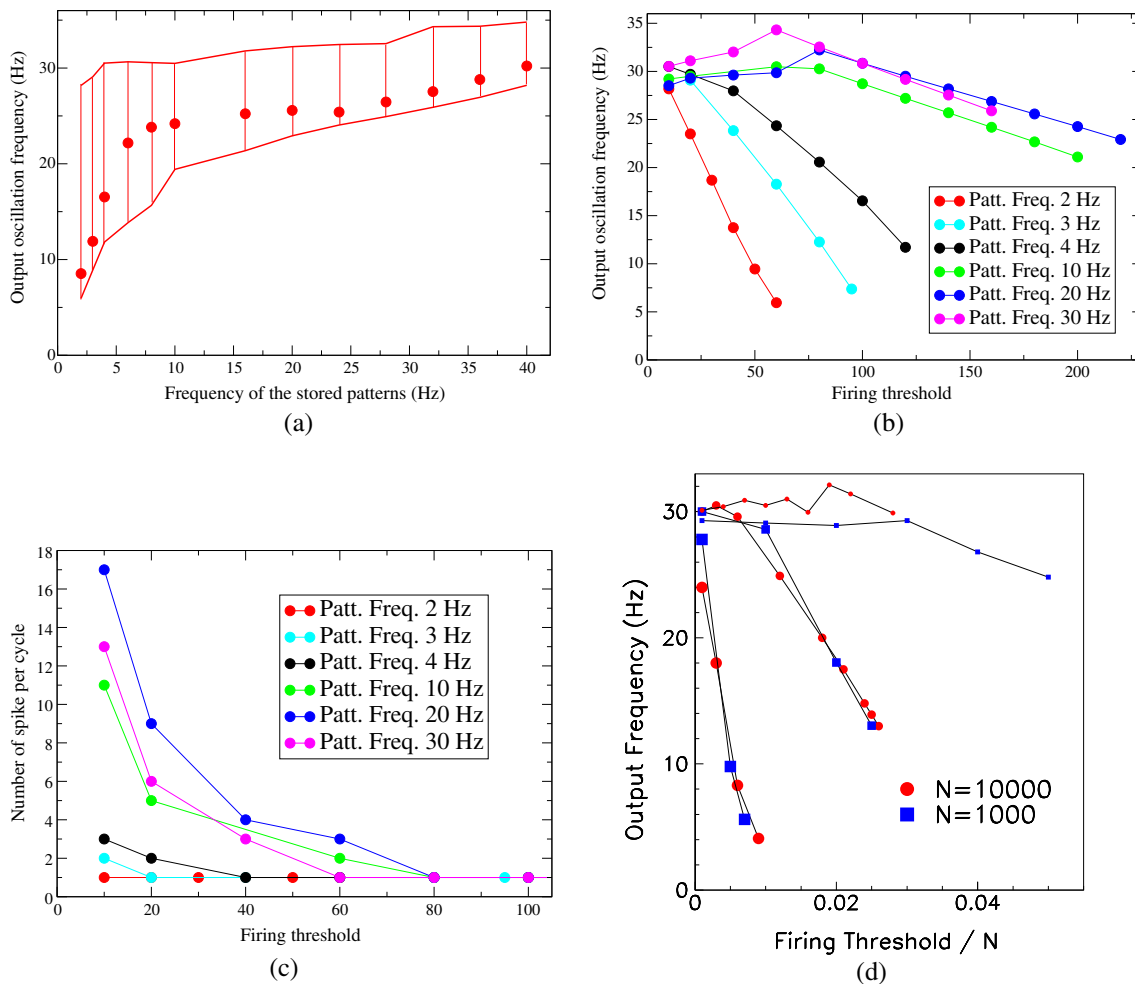 Output oscillation frequency (Hz)
30
20
10
0
0 5 10 15 20 25 30 35 40
Frequency of the stored patterns (Hz)
(a)
Output oscillation frequency (Hz)
35
30
25
20
15
10
5
0
0 50 100 150 200
Firing threshold
Patt. Freq. 2 Hz
Patt. Freq. 3 Hz
Patt. Freq. 4 Hz
Patt. Freq. 10 Hz
Patt. Freq. 20 Hz
Patt. Freq. 30 Hz
(b)
Number of spike per cycle
18
16
14
12
10
8
6
4
2
0
0 20 40 60 80 100
Firing threshold
Patt. Freq. 2 Hz
Patt. Freq. 3 Hz
Patt. Freq. 4 Hz
Patt. Freq. 10 Hz
Patt. Freq. 20 Hz
Patt. Freq. 30 Hz
(c)
Output Frequency (Hz)
30
20
10
0
0 0.02 0.04
Firing Threshold / N
N=10000
N=1000
(d)